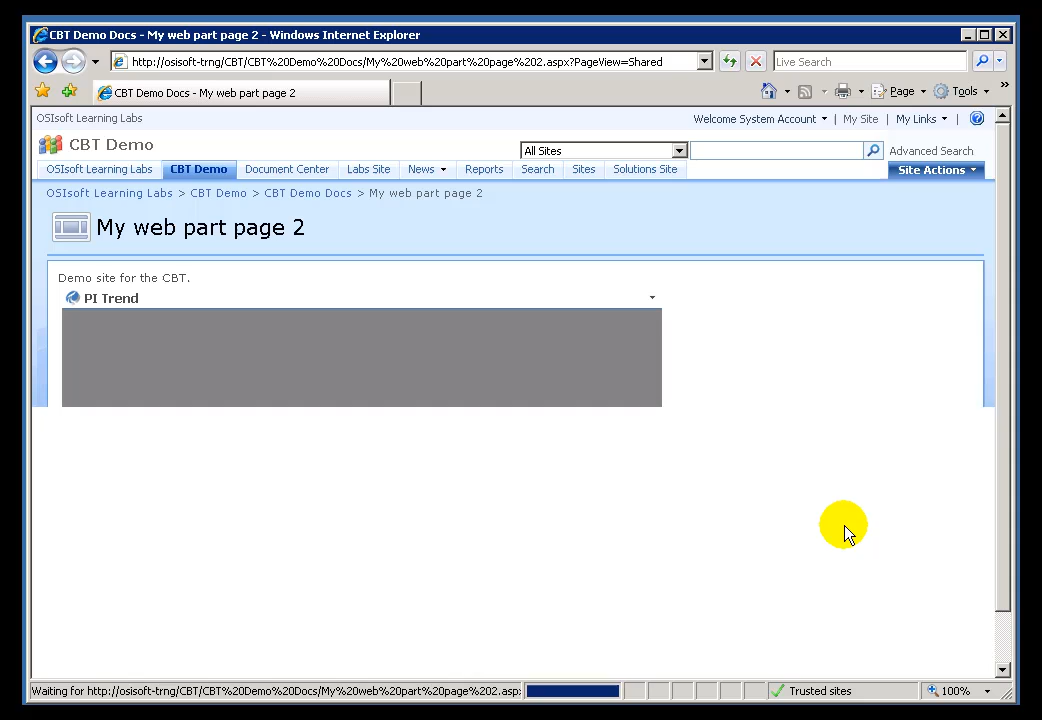 CBT Demo Docs - My web part page 2 - Windows Internet Explorer
http://osisoft-trng/CBT/CBT%20Demo%20Docs/My%20web%20part%20page%202.aspx?PageView=Shared
Live Search
CBT Demo Docs - My web part page 2
Page
Tools
OSIsoft Learning Labs
Welcome System Account
My Site
My Links
CBT Demo
All Sites
Advanced Search
OSIsoft Learning Labs
CBT Demo
Document Center
Labs Site
News
Reports
Search
Sites
Solutions Site
Site Actions
OSIsoft Learning Labs > CBT Demo > CBT Demo Docs > My web part page 2
My web part page 2
Demo site for the CBT.
PI Trend
Waiting for http://osisoft-trng/CBT/CBT%20Demo%20Docs/My%20web%20part%20page%202.asp
Trusted sites
100%